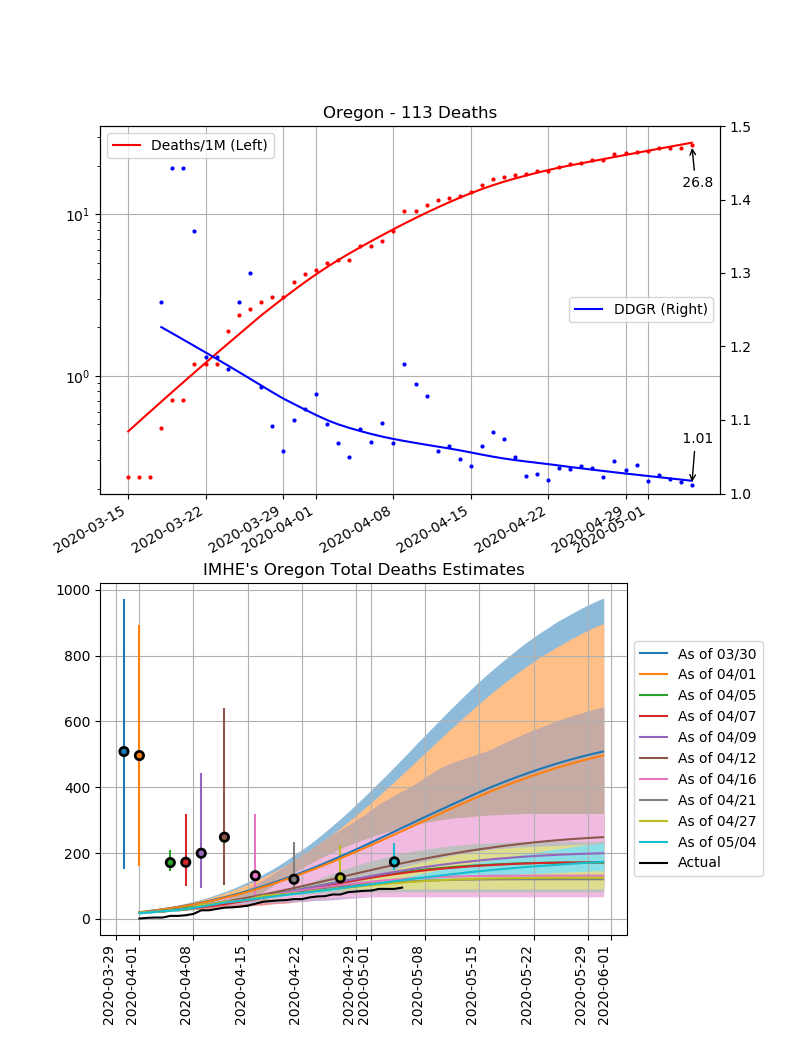 Oregon - 113 Deaths
Deaths/1M (Left)
DDGR (Right)
26.8
1.01
10^1
10^0
1.5
1.4
1.3
1.2
1.1
1.0
2020-03-15
2020-03-22
2020-03-29
2020-04-01
2020-04-08
2020-04-15
2020-04-22
2020-04-29
2020-05-01
IMHE's Oregon Total Deaths Estimates
1000
800
600
400
200
0
2020-03-29
2020-04-01
2020-04-08
2020-04-15
2020-04-22
2020-04-29
2020-05-01
2020-05-08
2020-05-15
2020-05-22
2020-05-29
2020-06-01
As of 03/30
As of 04/01
As of 04/05
As of 04/07
As of 04/09
As of 04/12
As of 04/16
As of 04/21
As of 04/27
As of 05/04
Actual